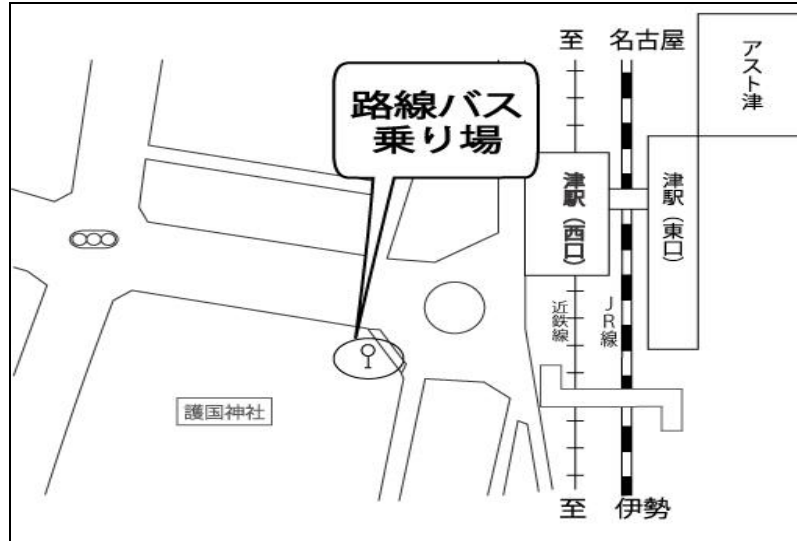 至 名古屋
アスト津
路線バス
乗り場
津駅（西口）
津駅（東口）
近鉄線
JR線
護国神社
至 伊勢